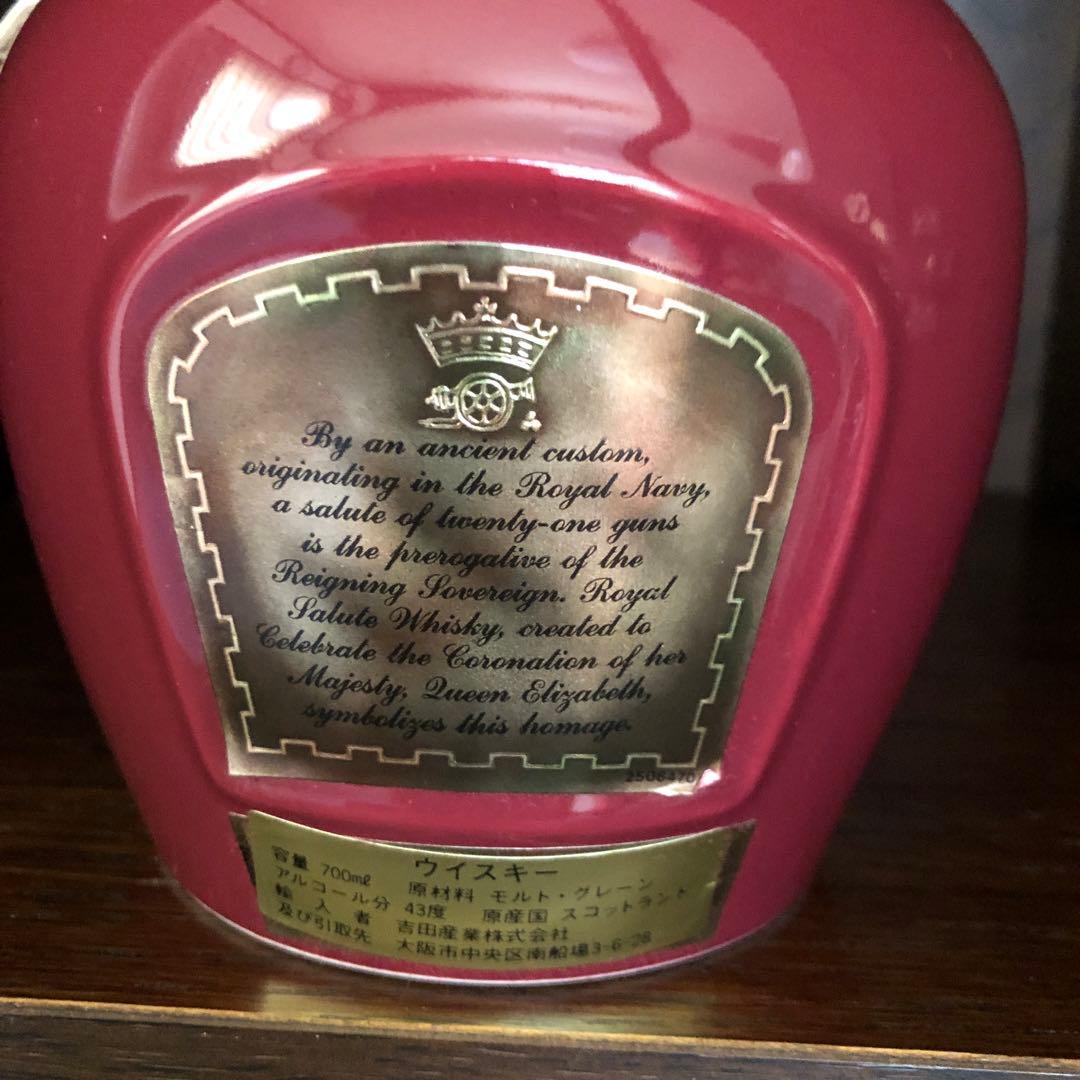 By an ancient custom,
originating in the Royal Navy,
a salute of twenty-one guns
is the prerogative of the
Reigning Sovereign. Royal
Salute Whisky, created to
Celebrate the Coronation of her
Majesty, Queen Elizabeth,
symbolizes this homage.
2506470
ウイスキー
容量 700mℓ 原材料 モルト・グレーン
アルコール分 43度 原産国 スコットランド
輸入者 吉田産業株式会社
及び引取先 大阪市中央区南船場3-6-28